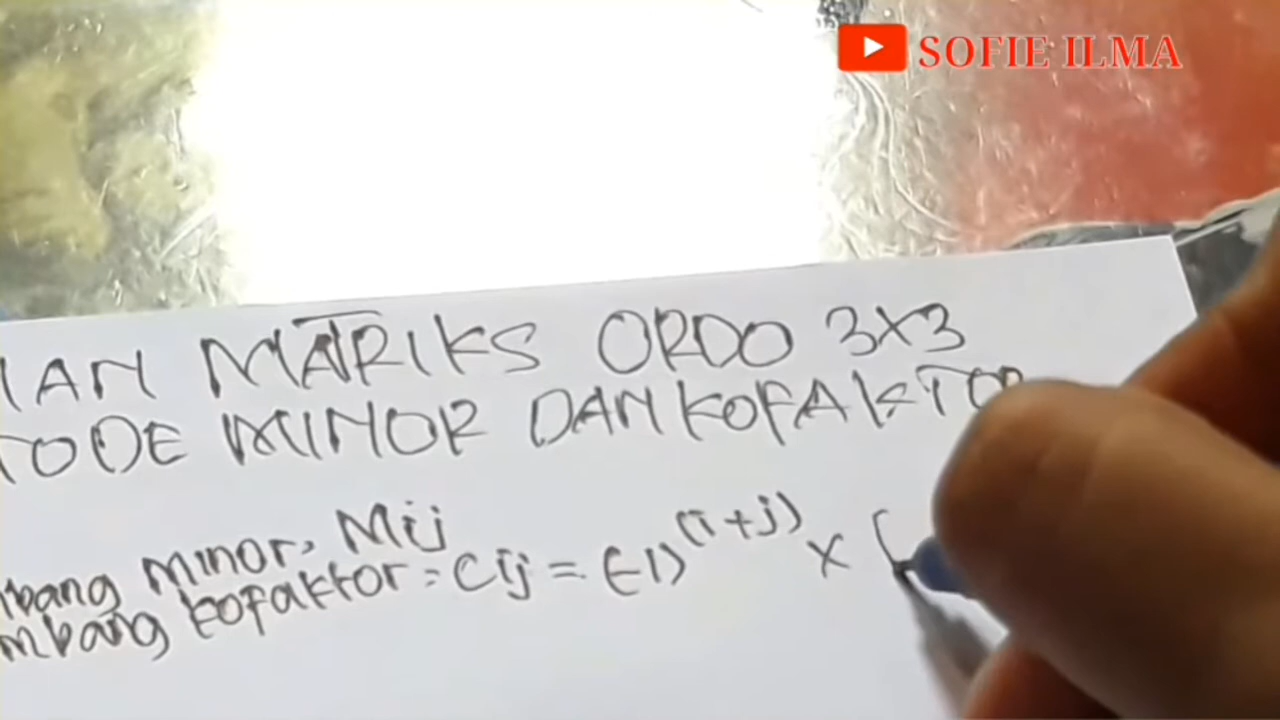 SOFIE ILMA
IAN MATRIKS ORDO 3X3
TODE MINOR DAN KOFAKTOR
mbang minor, Mij
mbang kofaktor = Cij = (-1)^(i+j) x (